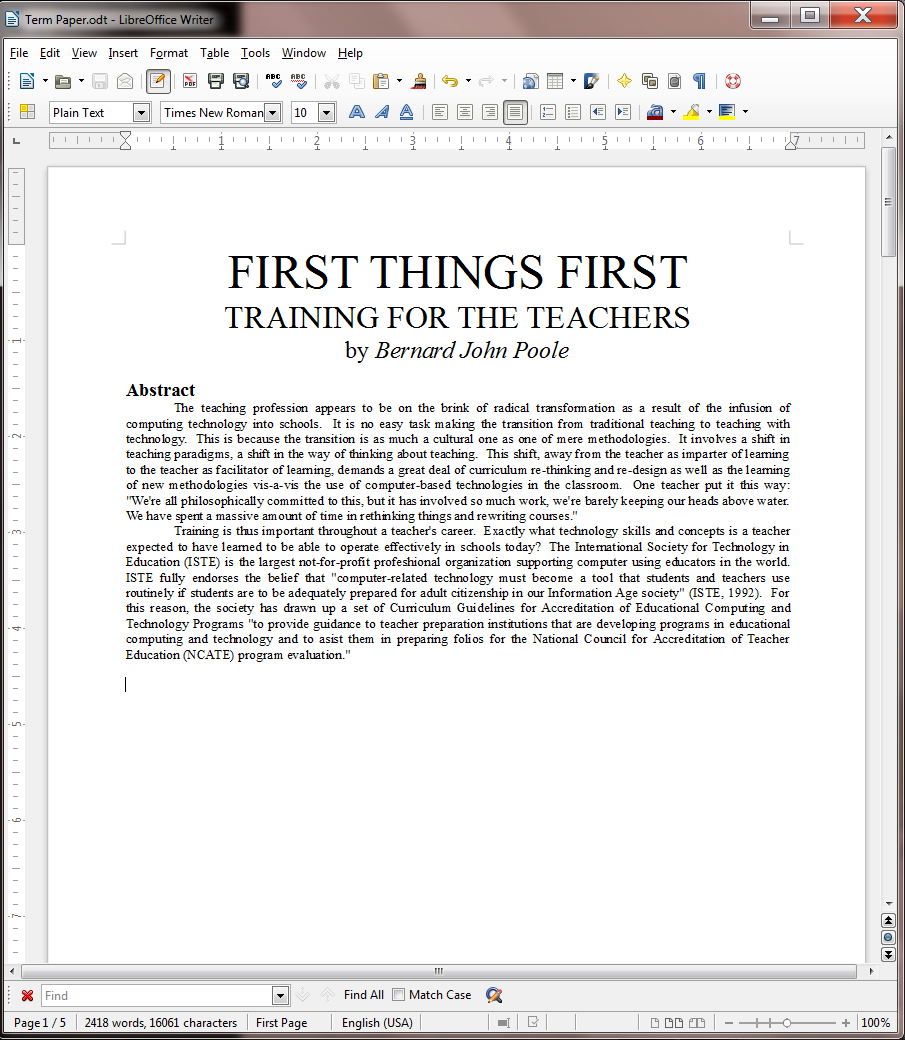 Term Paper.odt - LibreOffice Writer
File Edit View Insert Format Table Tools Window Help
PDF ABC ABC
Plain Text Times New Roman 10 A A A
1 2 3 4 5 6 7
FIRST THINGS FIRST
TRAINING FOR THE TEACHERS
by Bernard John Poole
Abstract
The teaching profession appears to be on the brink of radical transformation as a result of the infusion of
computing technology into schools. It is no easy task making the transition from traditional teaching to teaching with
technology. This is because the transition is as much a cultural one as one of mere methodologies. It involves a shift in
teaching paradigms, a shift in the way of thinking about teaching. This shift, away from the teacher as imparter of learning
to the teacher as facilitator of learning, demands a great deal of curriculum re-thinking and re-design as well as the learning
of new methodologies vis-a-vis the use of computer-based technologies in the classroom. One teacher put it this way:
"We're all philosophically committed to this, but it has involved so much work, we're barely keeping our heads above water.
We have spent a massive amount of time in rethinking things and rewriting courses."
Training is thus important throughout a teacher's career. Exactly what technology skills and concepts is a teacher
expected to have learned to be able to operate effectively in schools today? The International Society for Technology in
Education (ISTE) is the largest not-for-profit profeshional organization supporting computer using educators in the world.
ISTE fully endorses the belief that "computer-related technology must become a tool that students and teachers use
routinely if students are to be adequately prepared for adult citizenship in our Information Age society" (ISTE, 1992). For
this reason, the society has drawn up a set of Curriculum Guidelines for Accreditation of Educational Computing and
Technology Programs "to provide guidance to teacher preparation institutions that are developing programs in educational
computing and technology and to asist them in preparing folios for the National Council for Accreditation of Teacher
Education (NCATE) program evaluation."
1
2
3
4
5
6
7
Find Find All Match Case
Page 1 / 5 2418 words, 16061 characters First Page English (USA) 100%